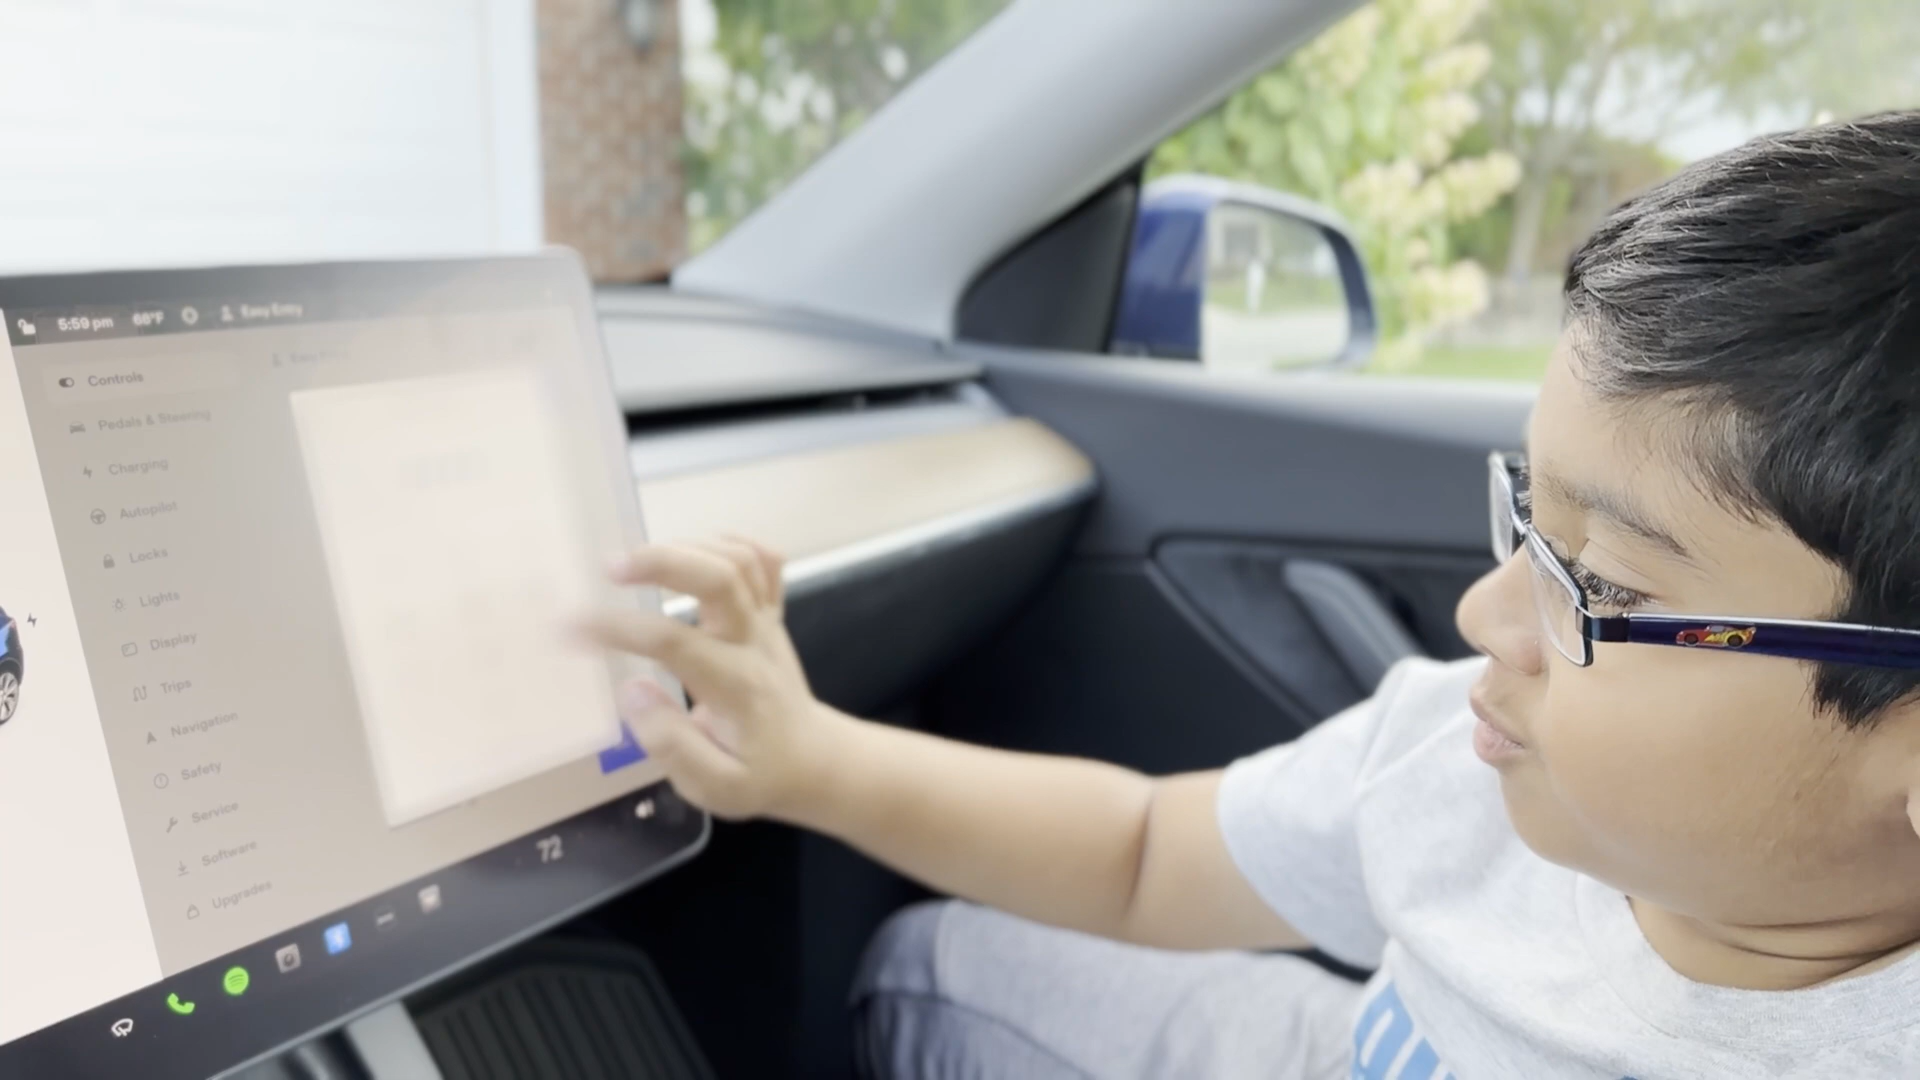 5:59 pm 68°F Easy Entry
Controls
Pedals & Steering
Charging
Autopilot
Locks
Lights
Display
Trips
Navigation
Safety
Service
Software
Upgrades
72